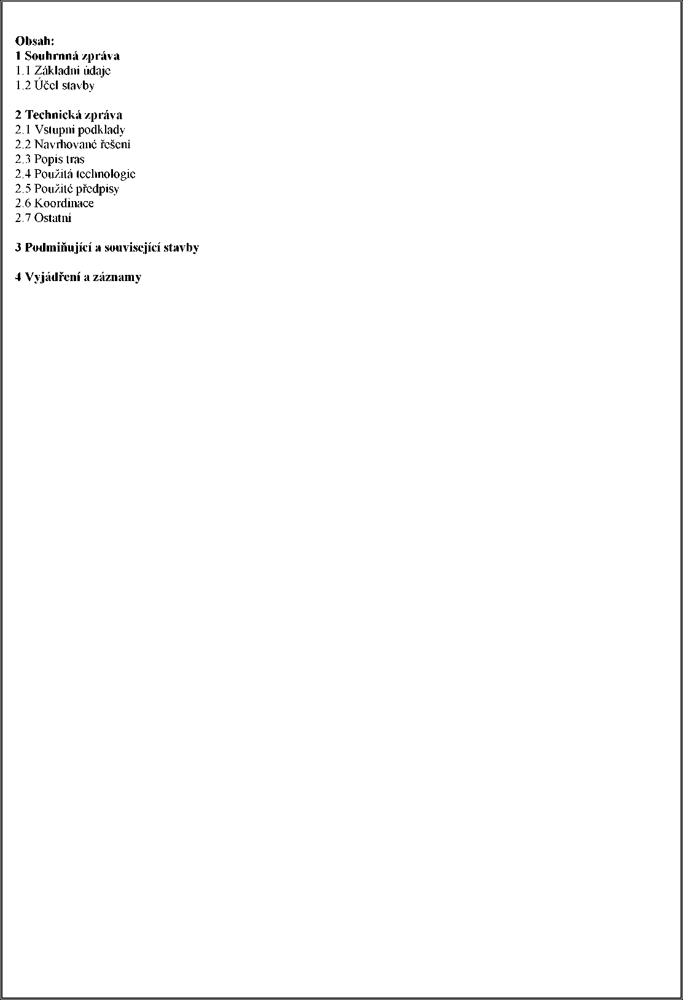 Obsah:
1 Souhrnná zpráva
1.1 Základní údaje
1.2 Účel stavby
2 Technická zpráva
2.1 Vstupní podklady
2.2 Navrhované řešení
2.3 Popis tras
2.4 Použitá technologie
2.5 Použité předpisy
2.6 Koordinace
2.7 Ostatní
3 Podmiňující a související stavby
4 Vyjádření a záznamy